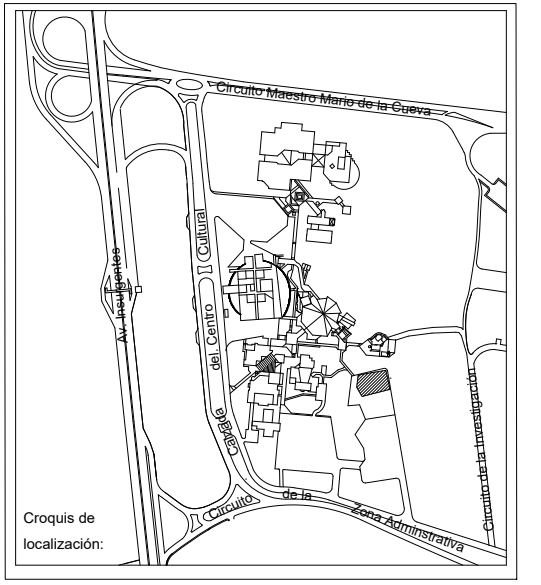 Circuito Maestro Mario de la Cueva
Av. Insurgentes
Calzada del. Centro Cultural
Circuito de la Investigación
Circuito de la Zona Adminstrativa
Croquis de
localización: